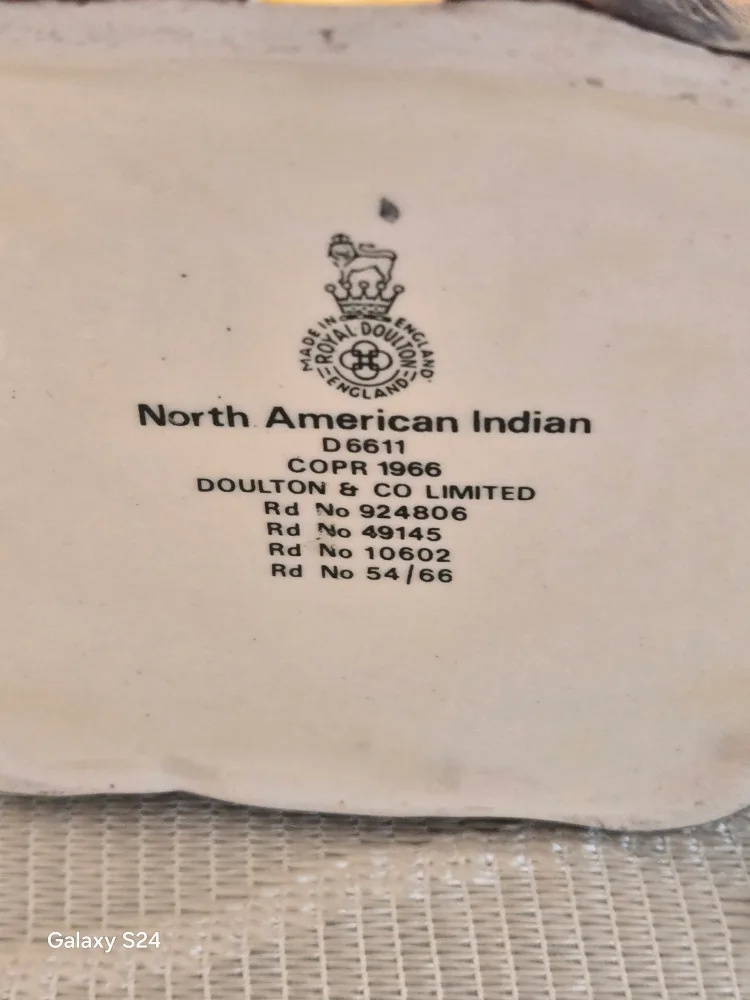 MADE IN ENGLAND
ROYAL DOULTON
ENGLAND
North American Indian
D6611
COPR 1966
DOULTON & CO LIMITED
Rd No 924806
Rd No 49145
Rd No 10602
Rd No 54/66
Galaxy S24